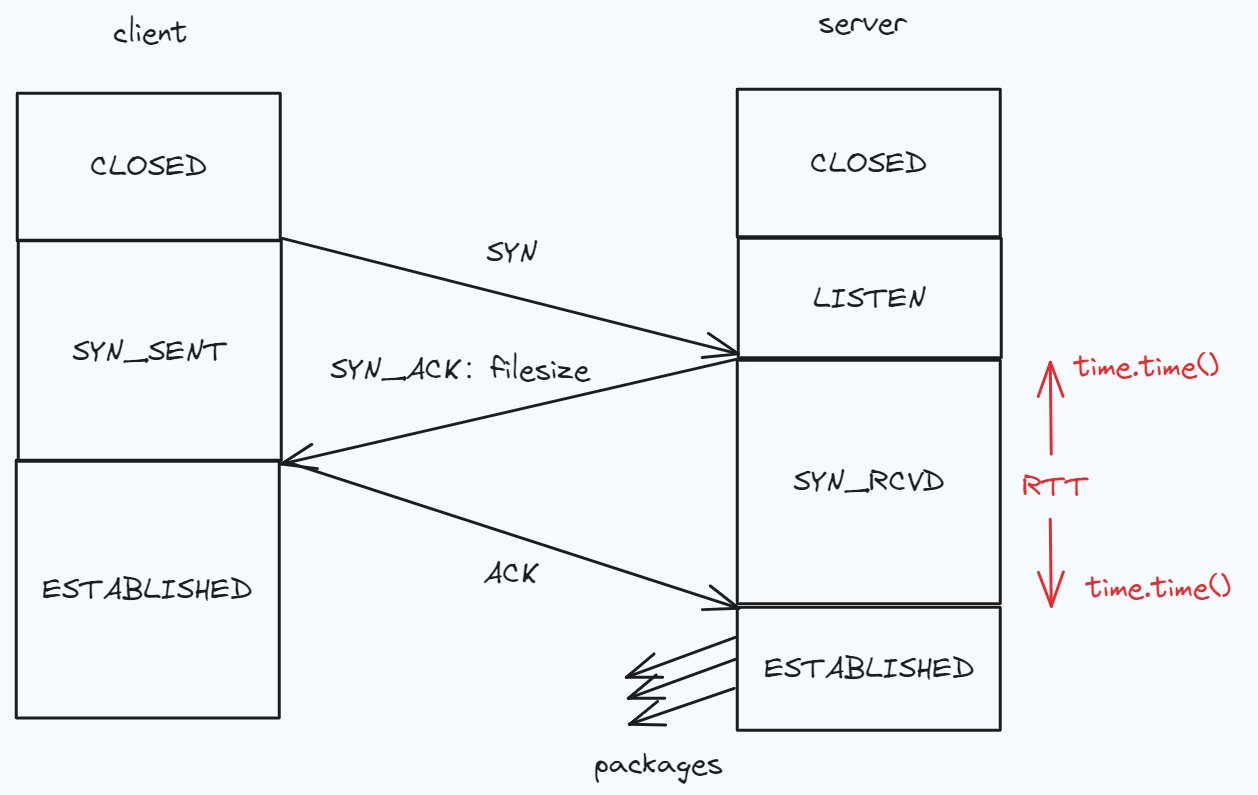 client
server
CLOSED
CLOSED
SYN
LISTEN
SYN_SENT
SYN_ACK: filesize
time.time()
SYN_RCVD
RTT
ACK
ESTABLISHED
time.time()
ESTABLISHED
packages